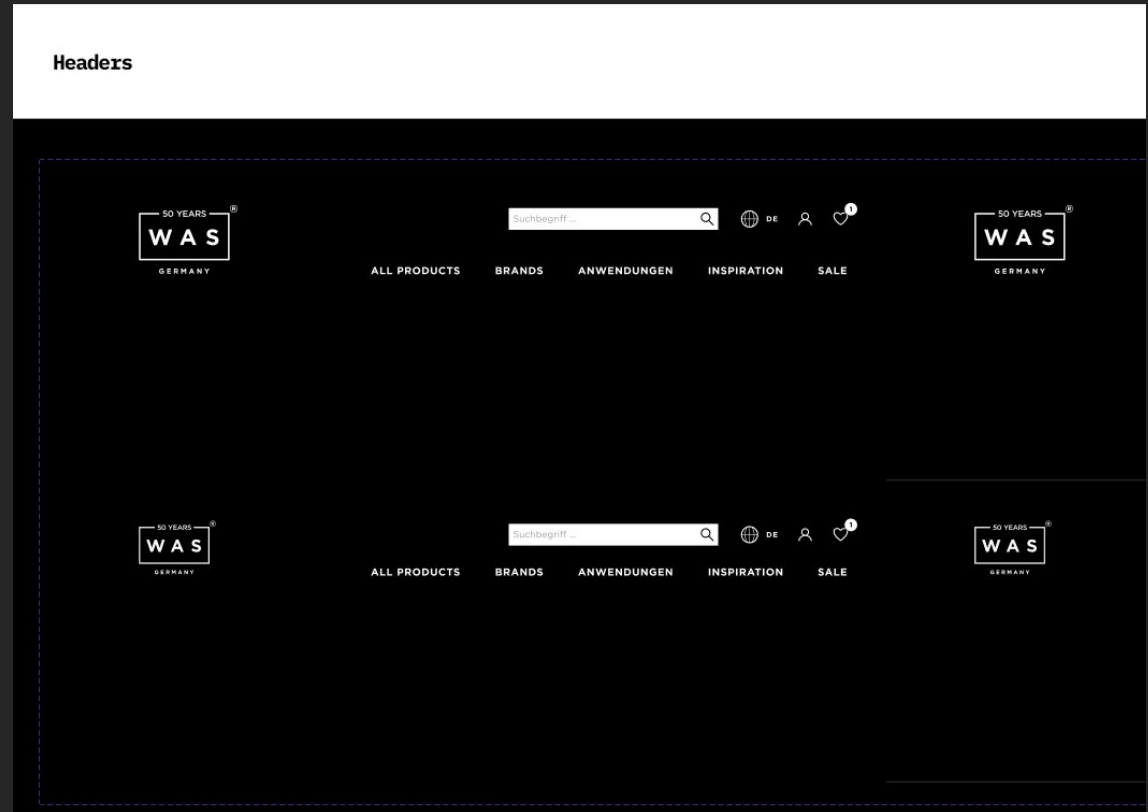 Headers
50 YEARS ®
WAS
GERMANY
Suchbegriff ...
DE
1
ALL PRODUCTS BRANDS ANWENDUNGEN INSPIRATION SALE
50 YEARS ®
WAS
GERMANY
50 YEARS ®
WAS
GERMANY
Suchbegriff ...
DE
1
ALL PRODUCTS BRANDS ANWENDUNGEN INSPIRATION SALE
50 YEARS ®
WAS
GERMANY